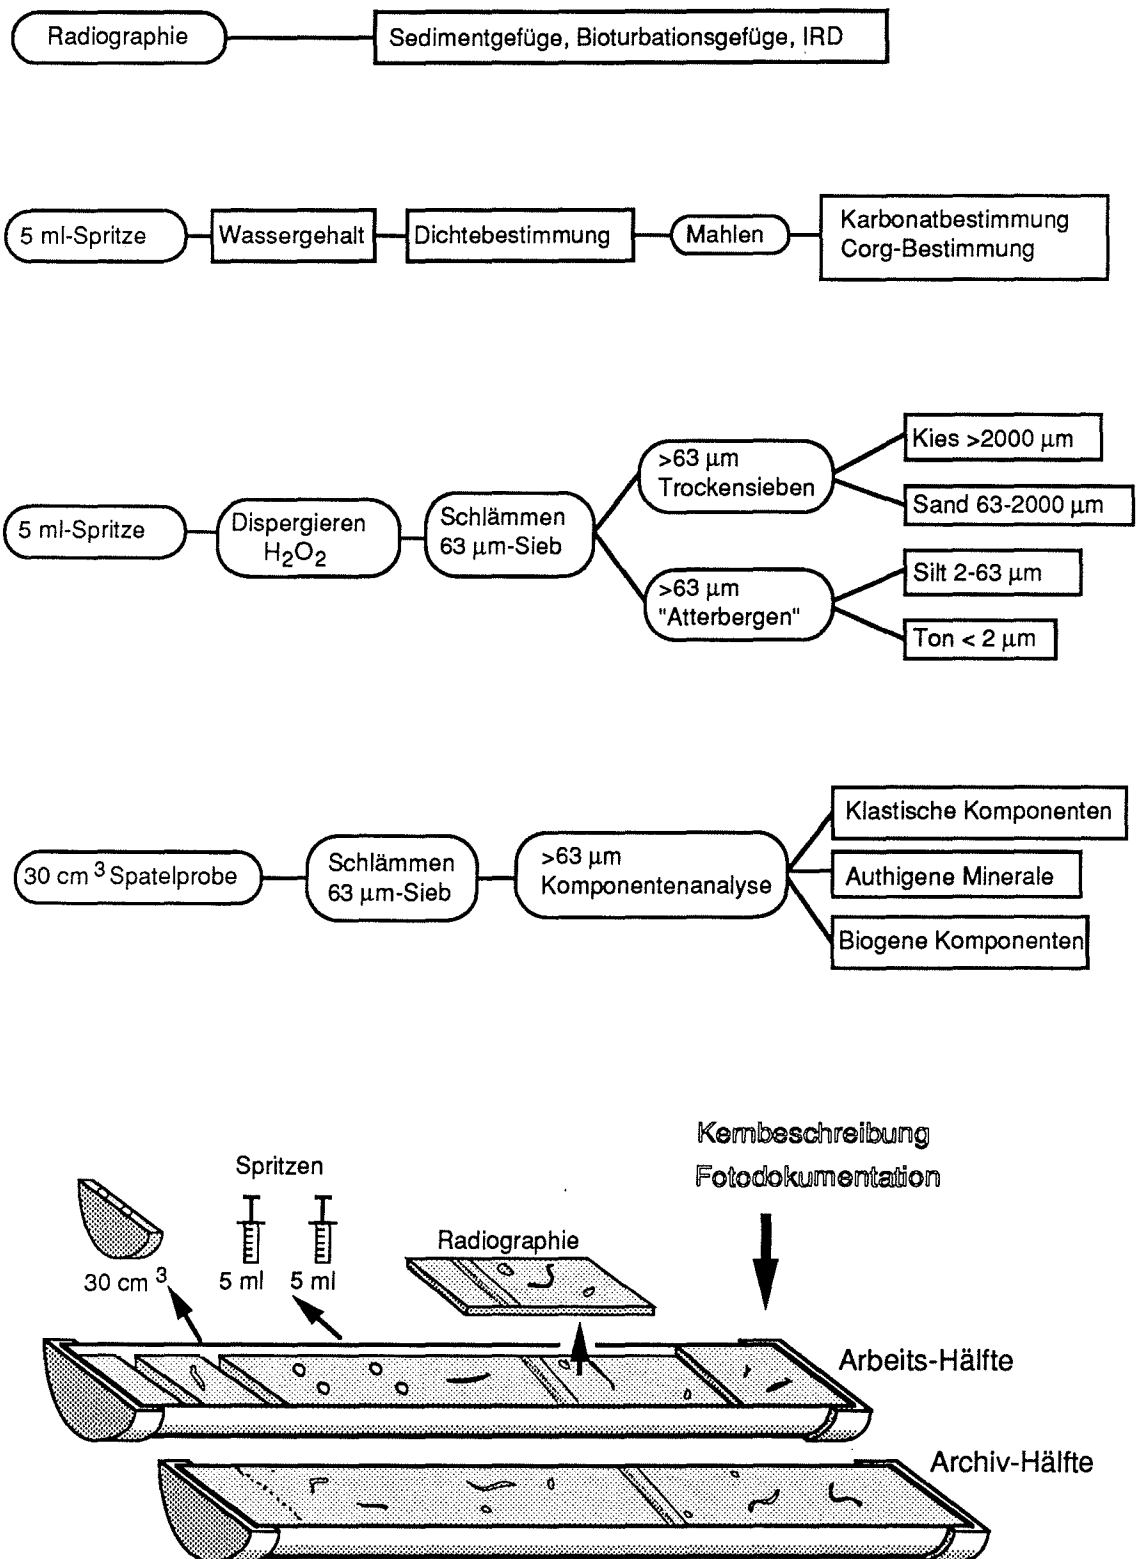 Radiographie
Sedimentgefüge, Bioturbationsgefüge, IRD
5 ml-Spritze
Wassergehalt
Dichtebestimmung
Mahlen
Karbonatbestimmung
Corg-Bestimmung
5 ml-Spritze
Dispergieren
H₂O₂
Schlämmen
63 µm-Sieb
>63 µm
Trockensieben
Kies >2000 µm
Sand 63-2000 µm
>63 µm
"Atterbergen"
Silt 2-63 µm
Ton < 2 µm
30 cm ³ Spatelprobe
Schlämmen
63 µm-Sieb
>63 µm
Komponentenanalyse
Klastische Komponenten
Authigene Minerale
Biogene Komponenten
Kernbeschreibung
Fotodokumentation
Spritzen
Radiographie
30 cm ³
5 ml
5 ml
Arbeits-Hälfte
Archiv-Hälfte